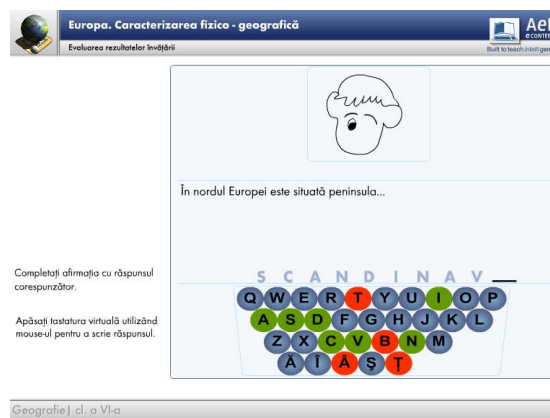 Europa. Caracterizarea fizico - geografică
Evaluarea rezultatelor învățării
În nordul Europei este situată peninsula...
Completați afirmația cu răspunsul
corespunzător.
Apăsați tastatura virtuală utilizând
mouse-ul pentru a scrie răspunsul.
S C A N D I N A V _
Q W E R T Y U I O P
A S D F G H J K L
Z X C V B N M
Ă Î Â Ș Ț
Geografie | cl. a VI-a